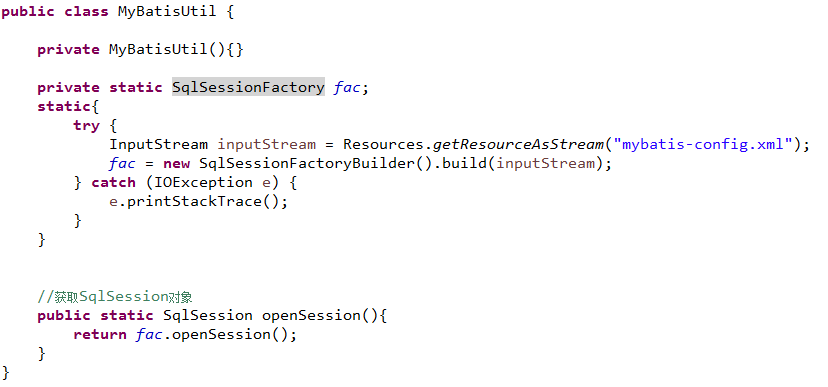 public class MyBatisUtil {
private MyBatisUtil(){}
private static SqlSessionFactory fac;
static{
try {
InputStream inputStream = Resources.getResourceAsStream("mybatis-config.xml");
fac = new SqlSessionFactoryBuilder().build(inputStream);
} catch (IOException e) {
e.printStackTrace();
}
}
//获取SqlSession对象
public static SqlSession openSession(){
return fac.openSession();
}
}